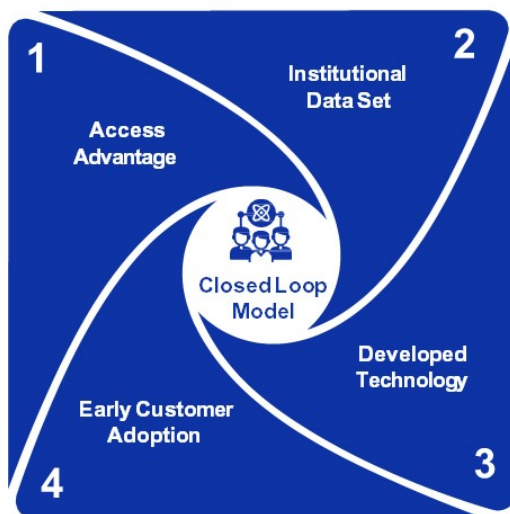 1
Access
Advantage
2
Institutional
Data Set
Closed Loop
Model
Developed
Technology
3
Early Customer
Adoption
4